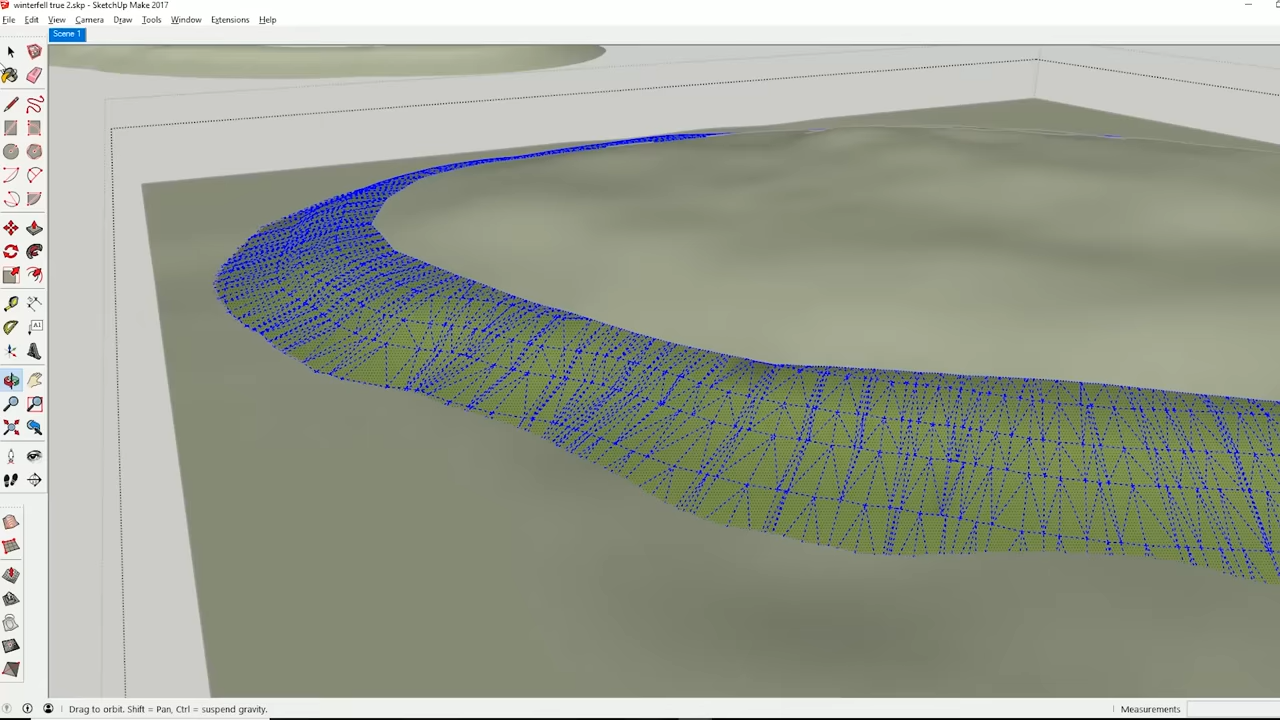 winterfell true 2.skp - SketchUp Make 2017
File Edit View Camera Draw Tools Window Extensions Help
Scene 1
A1
Drag to orbit. Shift = Pan, Ctrl = suspend gravity.
Measurements